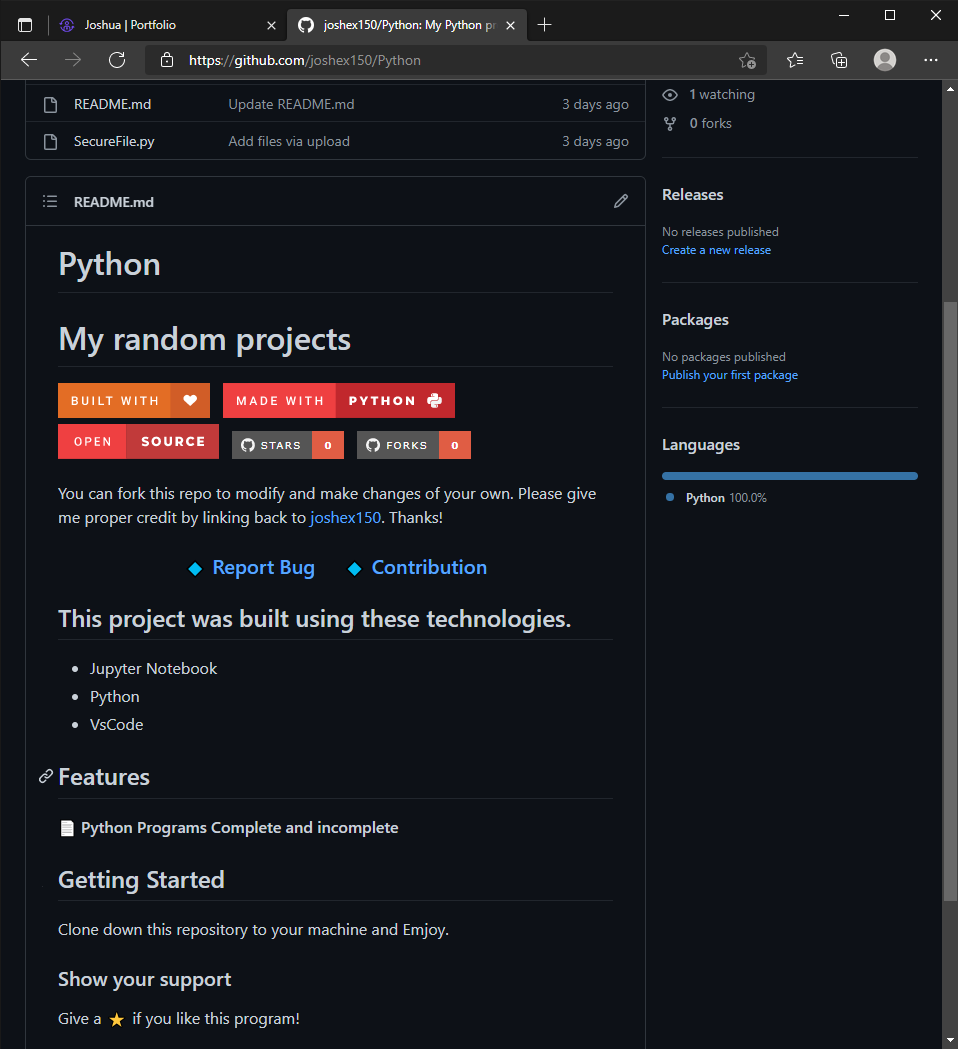 Joshua | Portfolio
joshex150/Python: My Python pr
https://github.com/joshex150/Python
README.md Update README.md 3 days ago
SecureFile.py Add files via upload 3 days ago
README.md
Python
My random projects
BUILT WITH MADE WITH PYTHON
OPEN SOURCE STARS 0 FORKS 0
You can fork this repo to modify and make changes of your own. Please give
me proper credit by linking back to joshex150. Thanks!
Report Bug Contribution
This project was built using these technologies.
Jupyter Notebook
Python
VsCode
Features
Python Programs Complete and incomplete
Getting Started
Clone down this repository to your machine and Emjoy.
Show your support
Give a ⭐ if you like this program!
1 watching
0 forks
Releases
No releases published
Create a new release
Packages
No packages published
Publish your first package
Languages
Python 100.0%